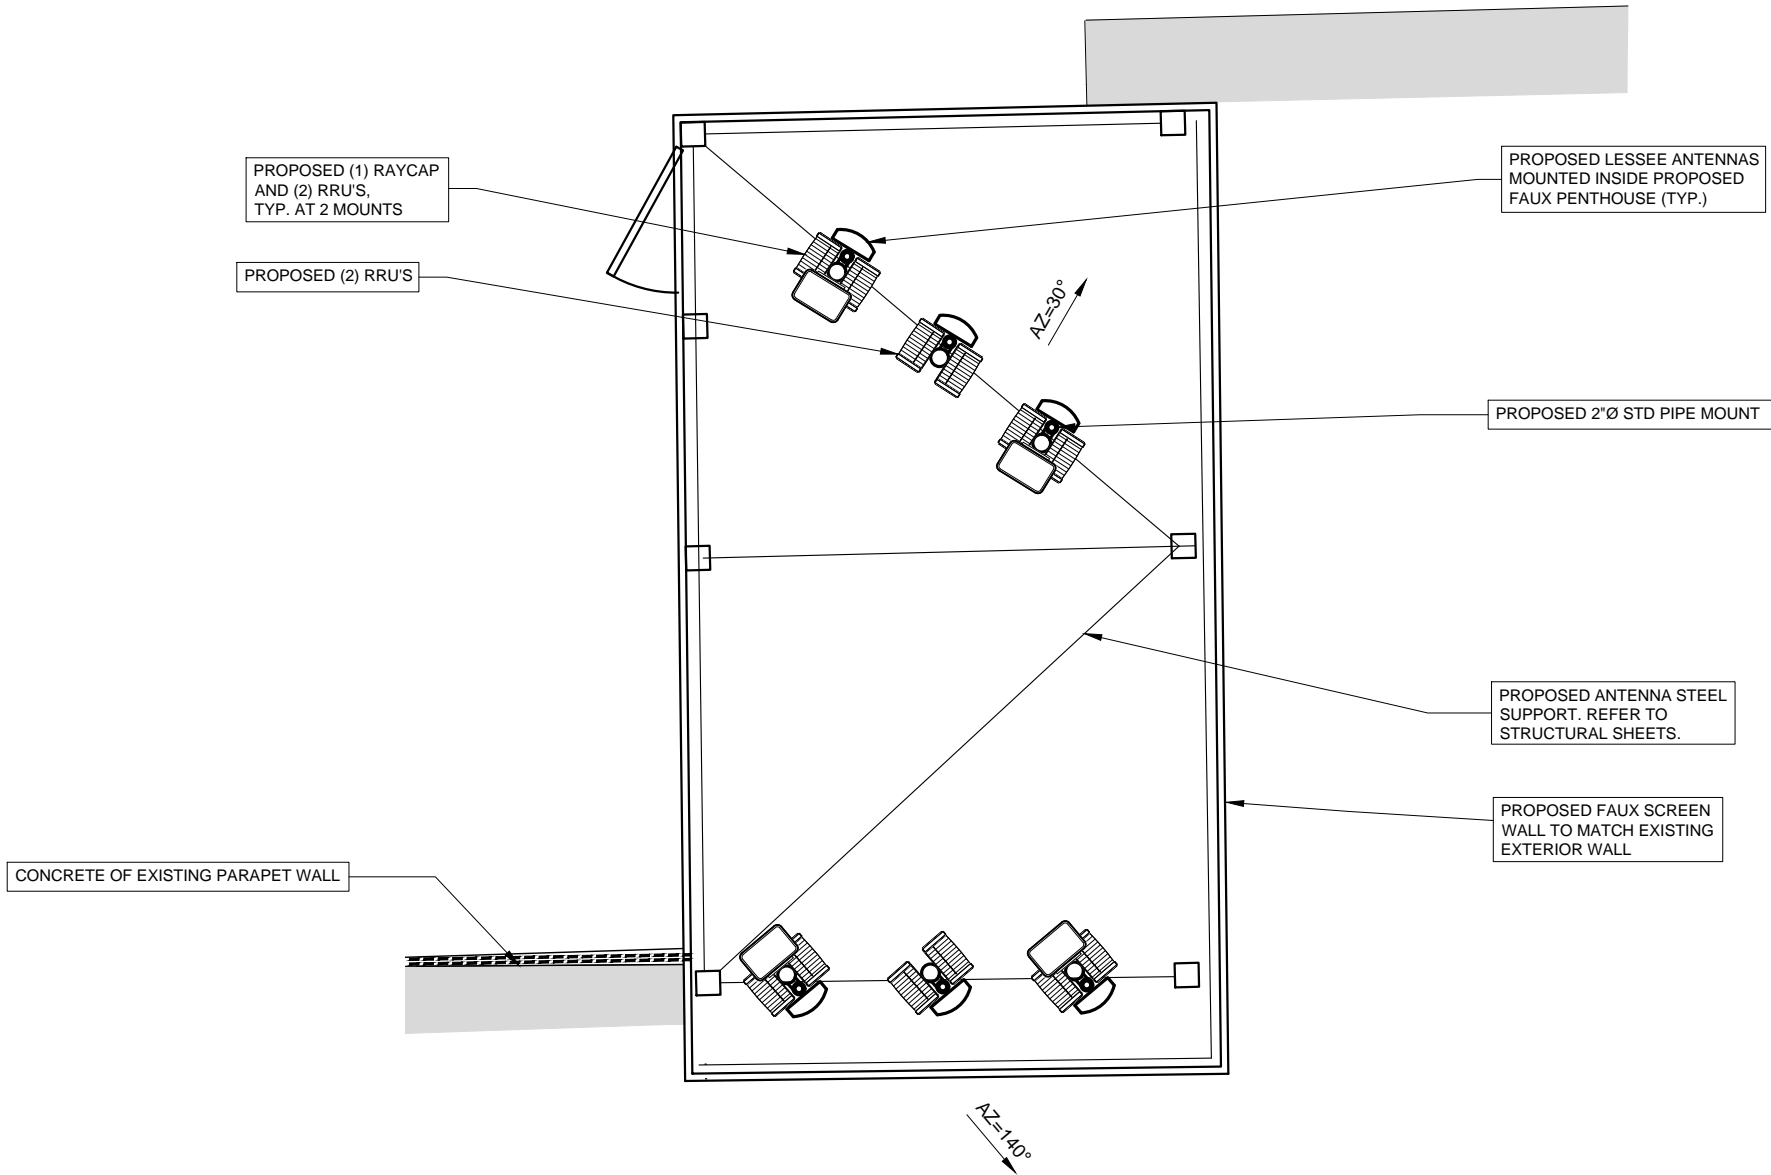 PROPOSED (1) RAYCAP
AND (2) RRU'S,
TYP. AT 2 MOUNTS
PROPOSED LESSEE ANTENNAS
MOUNTED INSIDE PROPOSED
FAUX PENTHOUSE (TYP.)
PROPOSED (2) RRU'S
AZ=30°
PROPOSED 2"Ø STD PIPE MOUNT
PROPOSED ANTENNA STEEL
SUPPORT. REFER TO
STRUCTURAL SHEETS.
PROPOSED FAUX SCREEN
WALL TO MATCH EXISTING
EXTERIOR WALL
CONCRETE OF EXISTING PARAPET WALL
AZ=140°